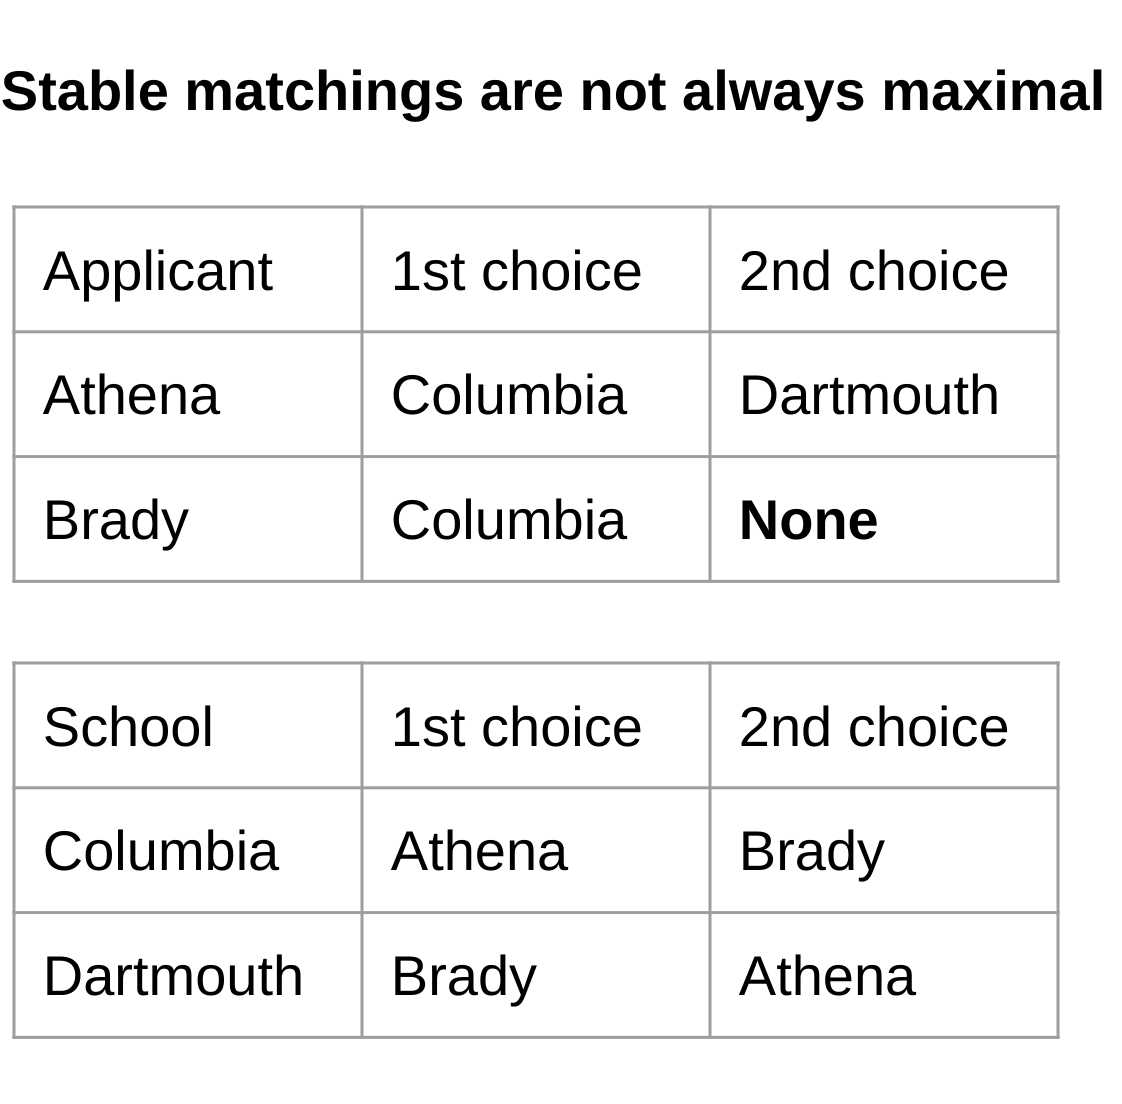 Stable matchings are not always maximal
Applicant 1st choice 2nd choice
Athena Columbia Dartmouth
Brady Columbia None
School 1st choice 2nd choice
Columbia Athena Brady
Dartmouth Brady Athena